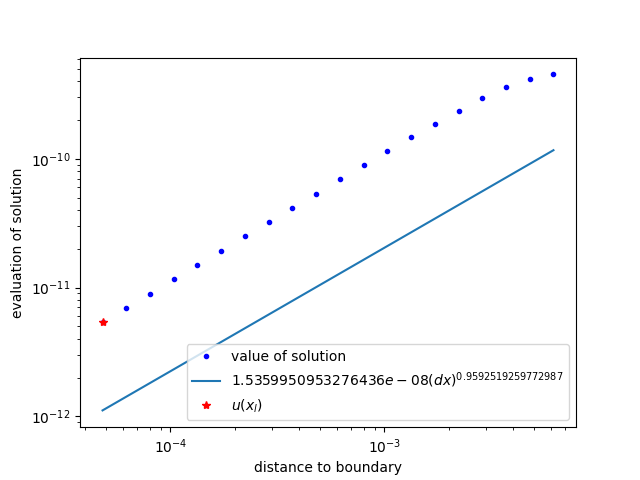 10⁻¹⁰
10⁻¹¹
10⁻¹²
evaluation of solution
value of solution
1.5359950953276436e − 08(dx)^0.9592519259772987
u(x_l)
10⁻⁴
10⁻³
distance to boundary